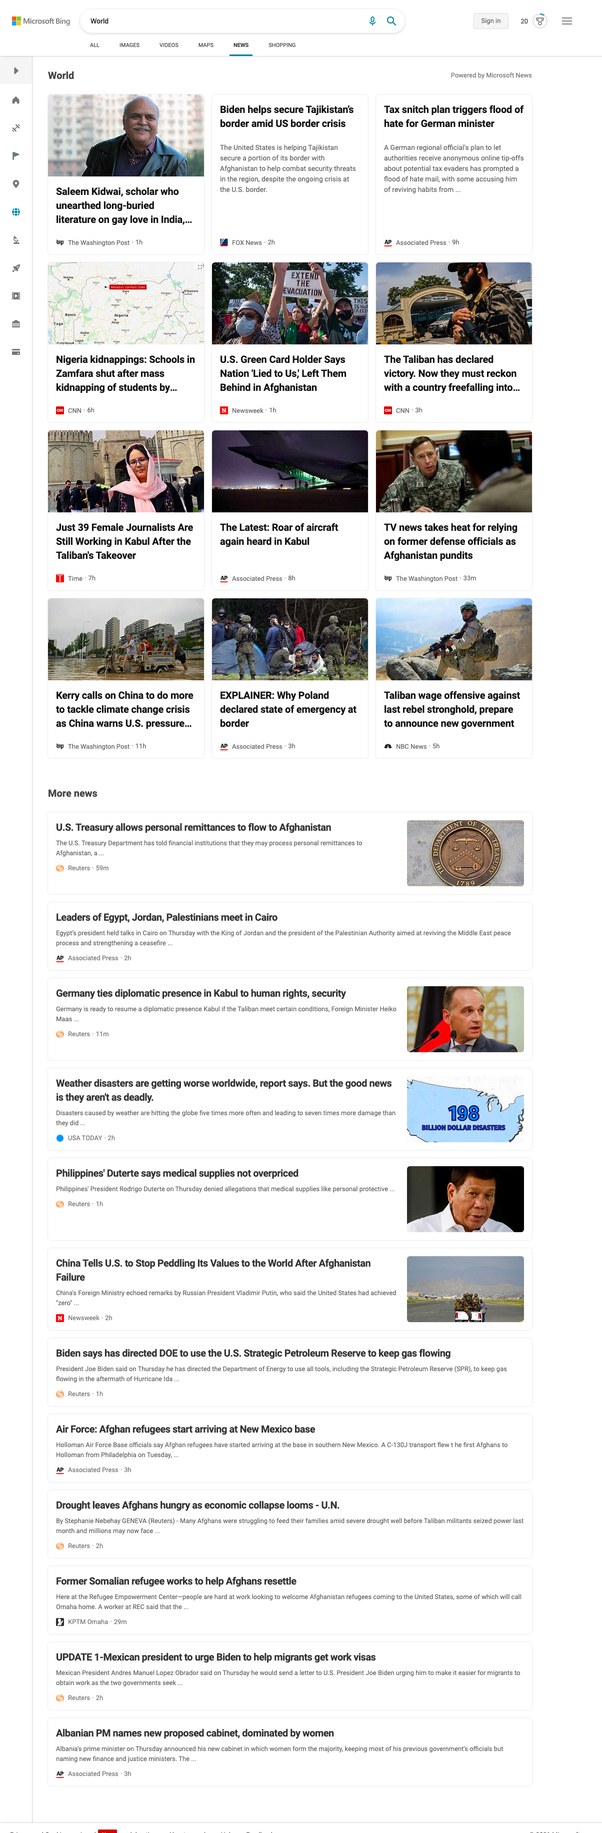 Microsoft Bing
World
Sign in
20
ALL
IMAGES
VIDEOS
MAPS
NEWS
SHOPPING
World
Powered by Microsoft News
Saleem Kidwai, scholar who
unearthed long-buried
literature on gay love in India,...
wp The Washington Post · 1h
Biden helps secure Tajikistan's
border amid US border crisis
The United States is helping Tajikistan
secure a portion of its border with
Afghanistan to help combat security threats
in the region, despite the ongoing crisis at
the U.S. border.
FOX News · 2h
Tax snitch plan triggers flood of
hate for German minister
A German regional official's plan to let
authorities receive anonymous online tip-offs
about potential tax evaders has prompted a
flood of hate mail, with some accusing him
of reviving habits from ...
AP Associated Press · 9h
Togo
Benin
Nigeria
Nigeria kidnappings: Schools in
Zamfara shut after mass
kidnapping of students by...
CNN CNN · 6h
EXTEND
THE
EVACUATION
THIS
U.S. Green Card Holder Says
Nation 'Lied to Us,' Left Them
Behind in Afghanistan
N Newsweek · 1h
The Taliban has declared
victory. Now they must reckon
with a country freefalling into...
CNN CNN · 3h
Just 39 Female Journalists Are
Still Working in Kabul After the
Taliban's Takeover
T Time · 7h
The Latest: Roar of aircraft
again heard in Kabul
AP Associated Press · 8h
TV news takes heat for relying
on former defense officials as
Afghanistan pundits
wp The Washington Post · 33m
Kerry calls on China to do more
to tackle climate change crisis
as China warns U.S. pressure...
wp The Washington Post · 11h
EXPLAINER: Why Poland
declared state of emergency at
border
AP Associated Press · 3h
Taliban wage offensive against
last rebel stronghold, prepare
to announce new government
NBC News · 5h
More news
U.S. Treasury allows personal remittances to flow to Afghanistan
The U.S. Treasury Department has told financial institutions that they may process personal remittances to
Afghanistan, a ...
Reuters · 59m
THE DEPARTMENT OF THE TREASURY
1789
Leaders of Egypt, Jordan, Palestinians meet in Cairo
Egypt's president held talks in Cairo on Thursday with the King of Jordan and the president of the Palestinian Authority aimed at reviving the Middle East peace
process and strengthening a ceasefire ...
AP Associated Press · 2h
Germany ties diplomatic presence in Kabul to human rights, security
Germany is ready to resume a diplomatic presence Kabul if the Taliban meet certain conditions, Foreign Minister Heiko
Maas ...
Reuters · 11m
Weather disasters are getting worse worldwide, report says. But the good news
is they aren't as deadly.
Disasters caused by weather are hitting the globe five times more often and leading to seven times more damage than
they did ...
USA TODAY · 2h
198
BILLION DOLLAR DISASTERS
Philippines' Duterte says medical supplies not overpriced
Philippines' President Rodrigo Duterte on Thursday denied allegations that medical supplies like personal protective ...
Reuters · 1h
China Tells U.S. to Stop Peddling Its Values to the World After Afghanistan
Failure
China's Foreign Ministry echoed remarks by Russian President Vladimir Putin, who said the United States had achieved
"zero" ...
N Newsweek · 2h
Biden says has directed DOE to use the U.S. Strategic Petroleum Reserve to keep gas flowing
President Joe Biden said on Thursday he has directed the Department of Energy to use all tools, including the Strategic Petroleum Reserve (SPR), to keep gas
flowing in the aftermath of Hurricane Ida ...
Reuters · 1h
Air Force: Afghan refugees start arriving at New Mexico base
Holloman Air Force Base officials say Afghan refugees have started arriving at the base in southern New Mexico. A C-130J transport flew t he first Afghans to
Holloman from Philadelphia on Tuesday, ...
AP Associated Press · 3h
Drought leaves Afghans hungry as economic collapse looms - U.N.
By Stephanie Nebehay GENEVA (Reuters) - Many Afghans were struggling to feed their families amid severe drought well before Taliban militants seized power last
month and millions may now face ...
Reuters · 2h
Former Somalian refugee works to help Afghans resettle
Here at the Refugee Empowerment Center—people are hard at work looking to welcome Afghanistan refugees coming to the United States, some of which will call
Omaha home. A worker at REC said that the ...
KPTM Omaha · 29m
UPDATE 1-Mexican president to urge Biden to help migrants get work visas
Mexican President Andres Manuel Lopez Obrador said on Thursday he would send a letter to U.S. President Joe Biden urging him to make it easier for migrants to
obtain work as the two governments seek ...
Reuters · 2h
Albanian PM names new proposed cabinet, dominated by women
Albania's prime minister on Thursday announced his new cabinet in which women form the majority, keeping most of his previous government's officials but
naming new finance and justice ministers. The ...
AP Associated Press · 3h